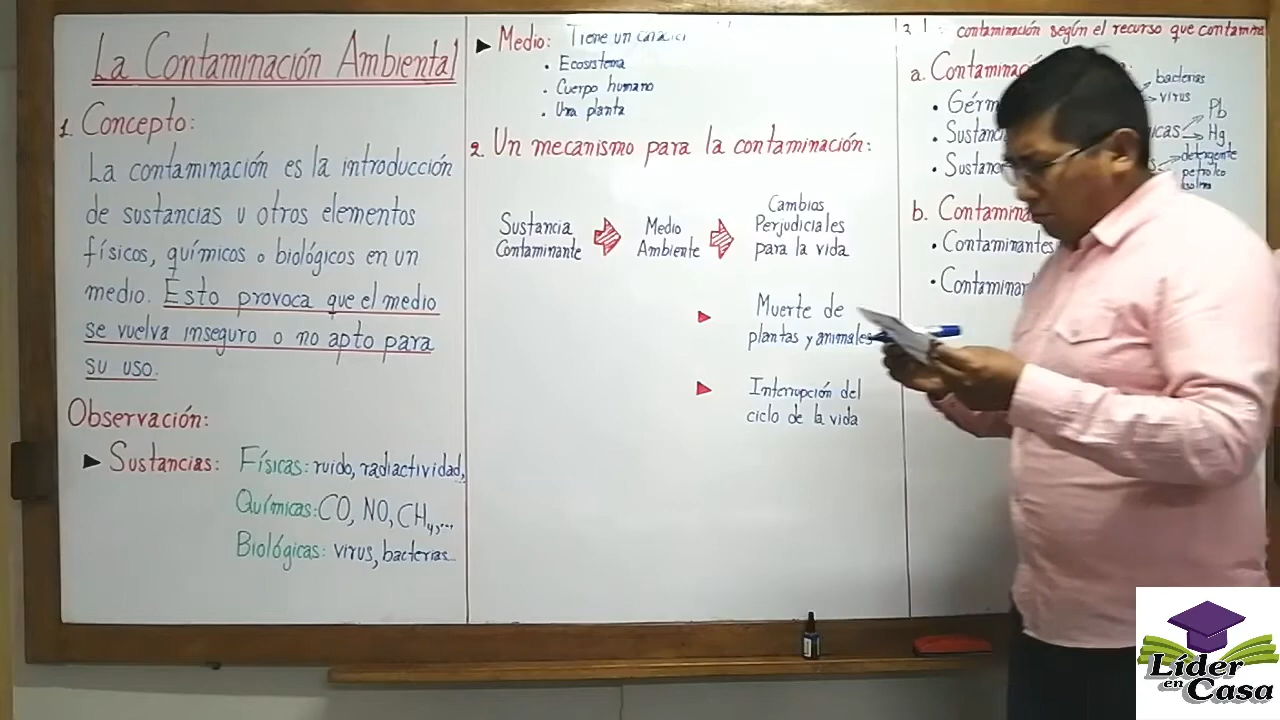 La Contaminación Ambiental
1. Concepto:
La contaminación es la introducción
de sustancias u otros elementos
físicos, químicos o biológicos en un
medio. Esto provoca que el medio
se vuelva inseguro o no apto para
su uso.
Observación:
► Sustancias: Físicas: ruido, radiactividad,
Químicas: CO, NO, CH4,...
Biológicas: virus, bacterias...
► Medio: Tiene un
• Ecosistema
• Cuerpo humano
• Una planta
2. Un mecanismo para la contaminación:
Sustancia
Contaminante
Medio
Ambiente
Cambios
Perjudiciales
para la vida
Muerte de
plantas y animales
Interrupción del
ciclo de la vida
contaminación según el recurso que contamina
a.
bacterias
virus
Pb
Hg
detergente
petróleo
b.
• Contaminantes
Líder
en Casa